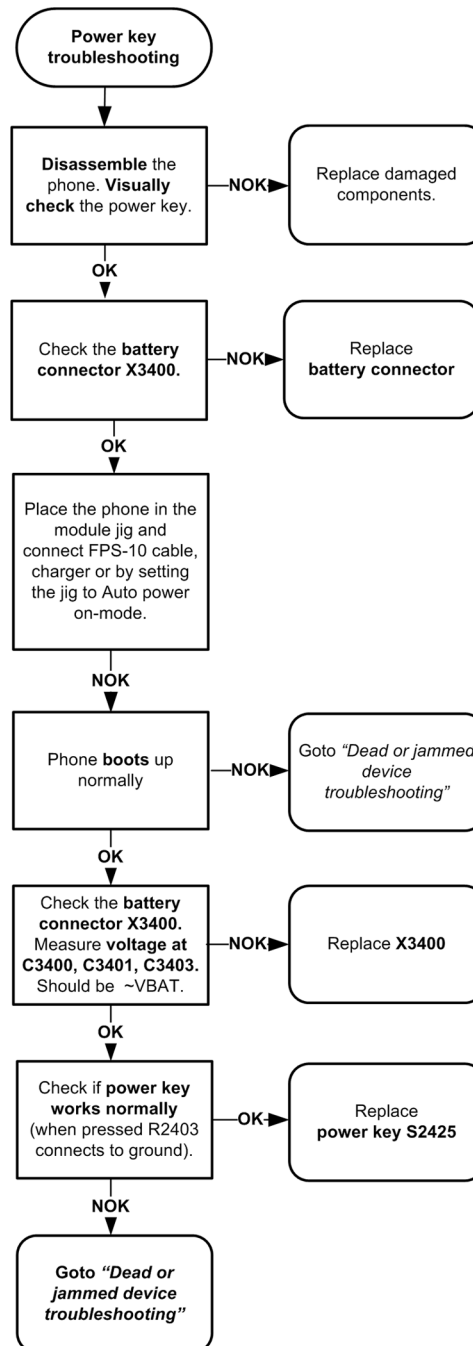 Power key
troubleshooting
Disassemble the
phone. Visually
check the power key.
NOK
Replace damaged
components.
OK
Check the battery
connector X3400.
NOK
Replace
battery connector
OK
Place the phone in the
module jig and
connect FPS-10 cable,
charger or by setting
the jig to Auto power
on-mode.
NOK
Phone boots up
normally
NOK
Goto “Dead or jammed
device
troubleshooting”
OK
Check the battery
connector X3400.
Measure voltage at
C3400, C3401, C3403.
Should be ~VBAT.
NOK
Replace X3400
OK
Check if power key
works normally
(when pressed R2403
connects to ground).
OK
Replace
power key S2425
NOK
Goto “Dead or
jammed device
troubleshooting”